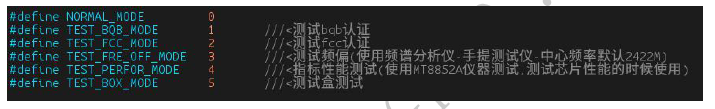 #define NORMAL_MODE 0
#define TEST_BQB_MODE 1 ///<测试bqb认证
#define TEST_FCC_MODE 2 ///<测试fcc认证
#define TEST_FRE_OFF_MODE 3 ///<测试频偏(使用频谱分析仪-手提测试仪-中心频率默认2422M)
#define TEST_PERFOR_MODE 4 ///<指标性能测试(使用MT8852A仪器测试,测试芯片性能的时候使用)
#define TEST_BOX_MODE 5 ///<测试盒测试